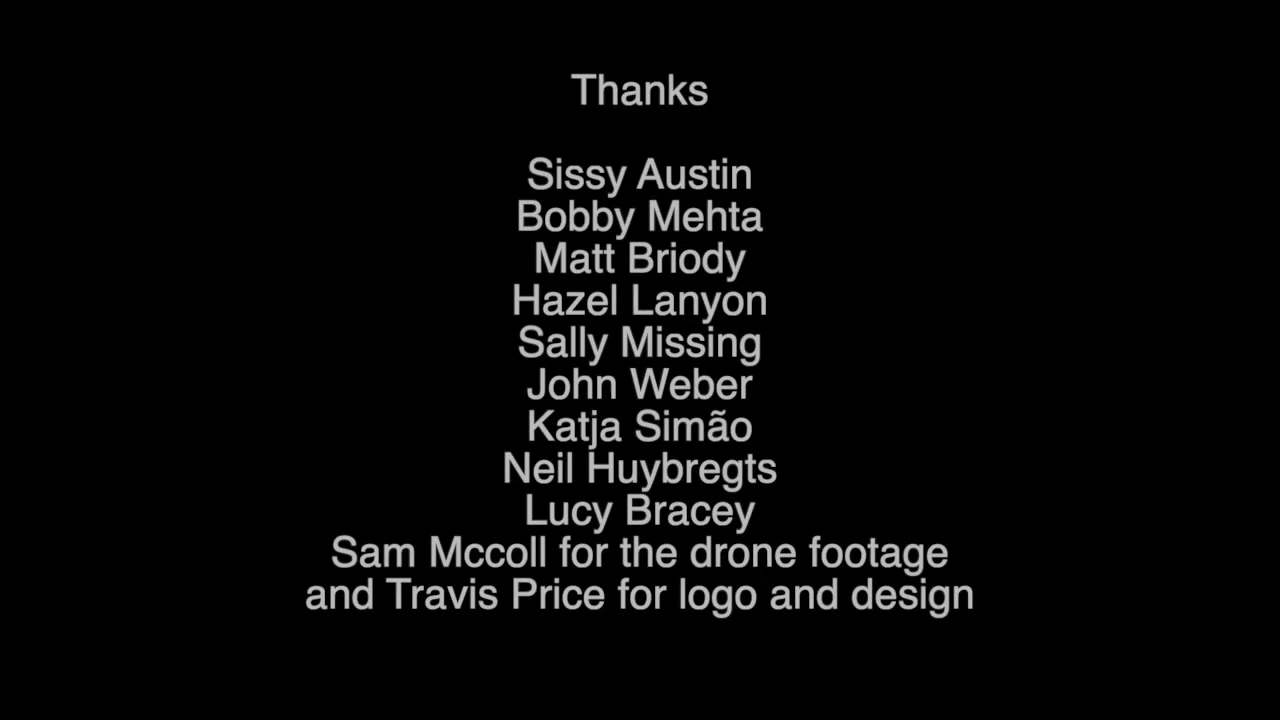 Thanks
Sissy Austin
Bobby Mehta
Matt Briody
Hazel Lanyon
Sally Missing
John Weber
Katja Simão
Neil Huybregts
Lucy Bracey
Sam Mccoll for the drone footage
and Travis Price for logo and design